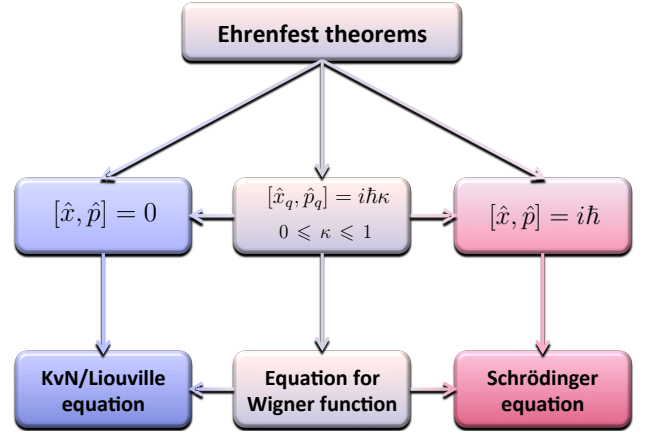 Ehrenfest theorems
[x̂, p̂] = 0
[x̂_q, p̂_q] = iħκ
0 ⩽ κ ⩽ 1
[x̂, p̂] = iħ
KvN/Liouville
equation
Equation for
Wigner function
Schrödinger
equation